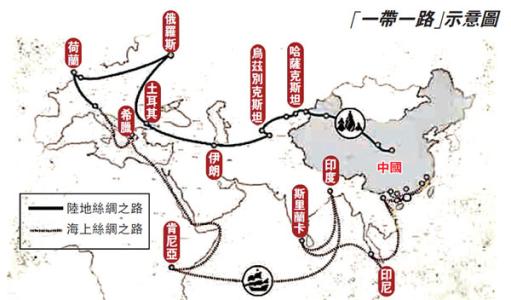 「一帶一路」示意圖
俄羅斯
荷蘭
烏茲別克斯坦
哈薩克斯坦
土耳其
希臘
伊朗
中國
印度
斯里蘭卡
肯尼亞
印尼
陸地絲綢之路
海上絲綢之路